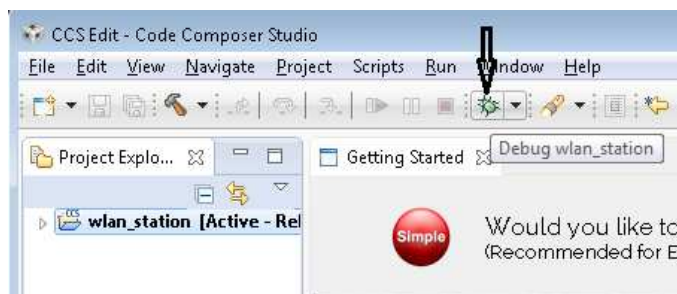 CCS Edit - Code Composer Studio
File Edit View Navigate Project Scripts Run Window Help
Debug wlan_station
Project Explo...
Getting Started
wlan_station [Active - Rel
Simple
Would you like to
(Recommended for E